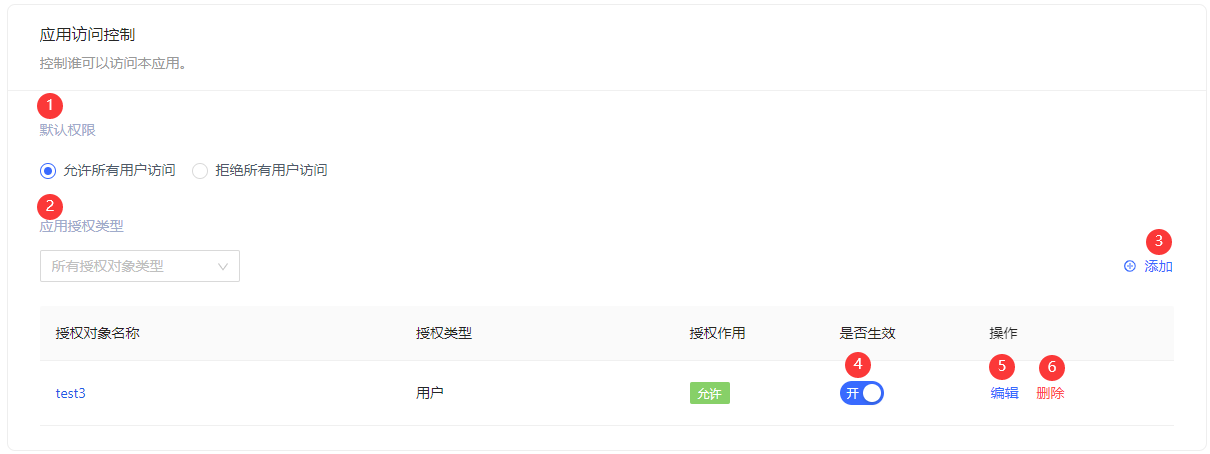 应用访问控制
控制谁可以访问本应用。
1
默认权限
允许所有用户访问 拒绝所有用户访问
2
应用授权类型
3
所有授权对象类型 添加
授权对象名称 授权类型 授权作用 是否生效 操作
4 5 6
test3 用户 允许 开 编辑 删除